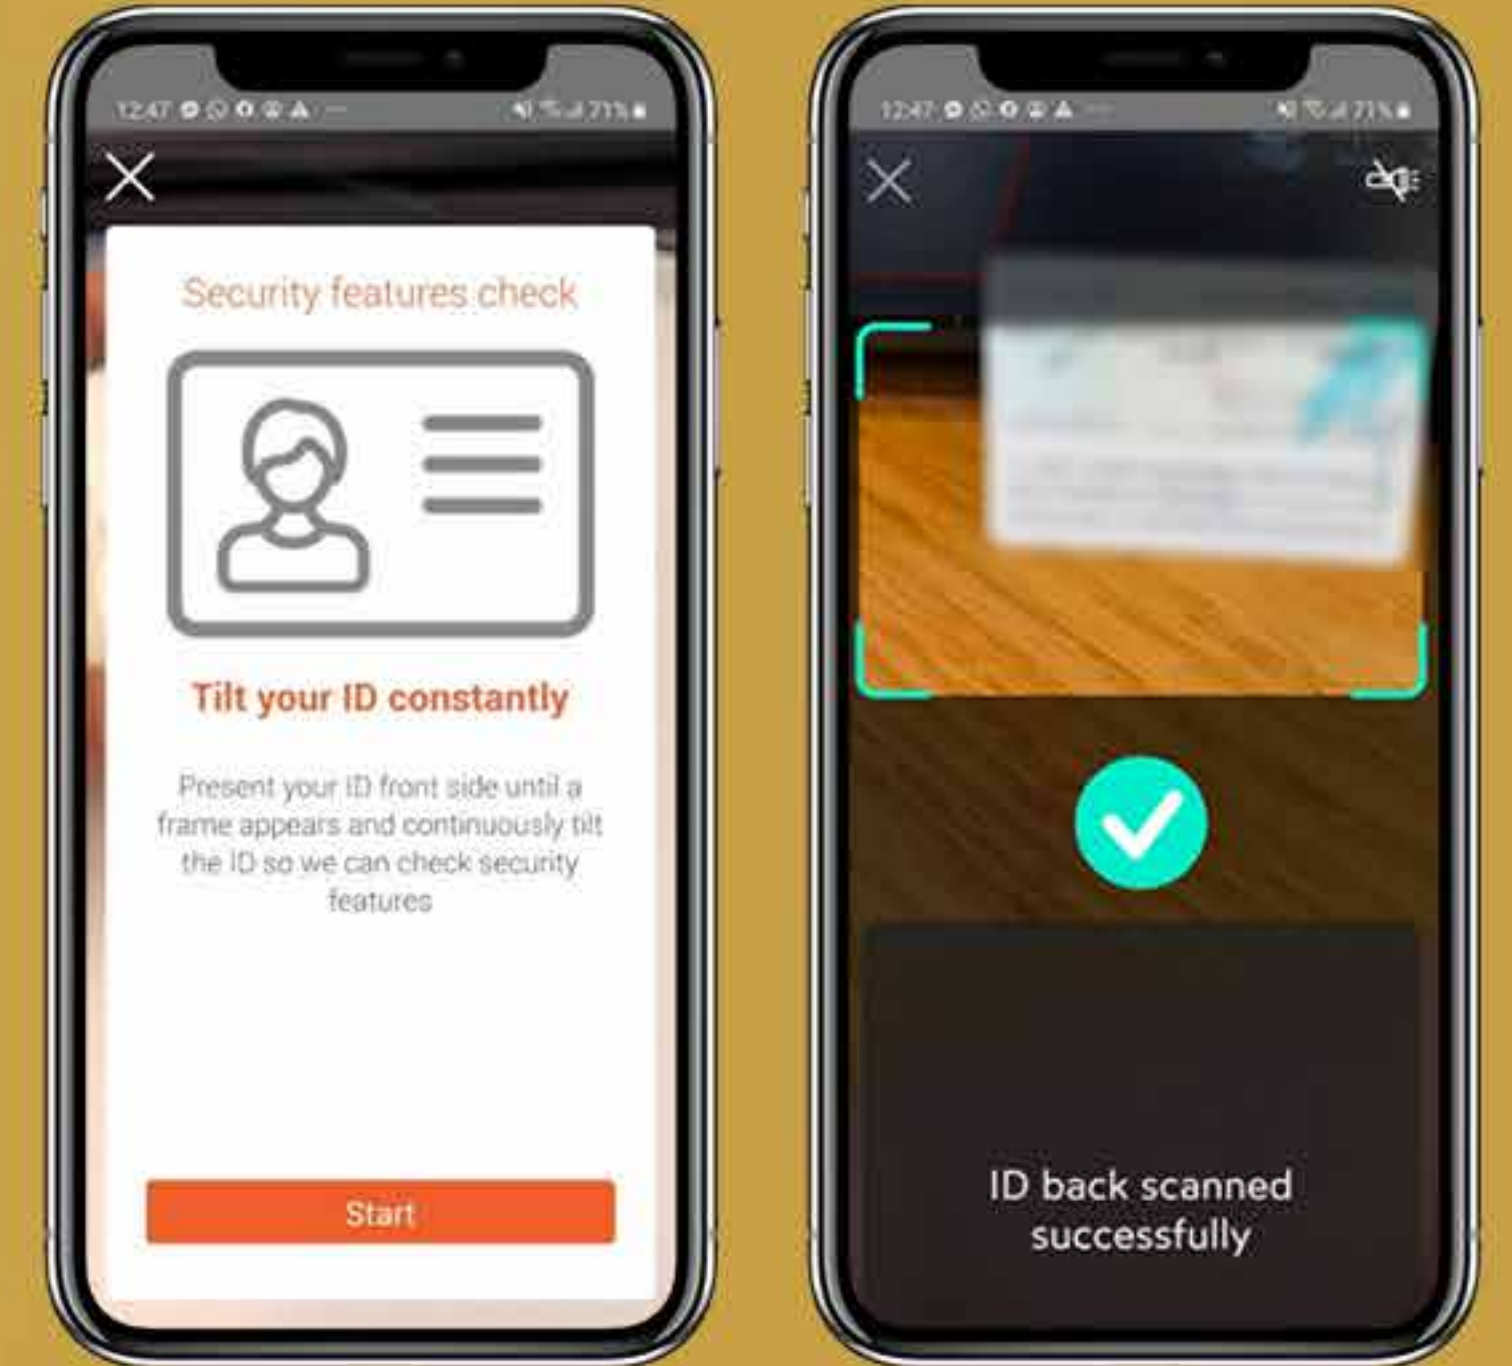 12:47
71%
Security features check
Tilt your ID constantly
Present your ID front side until a
frame appears and continuously tilt
the ID so we can check security
features
Start
12:47
71%
ID back scanned
successfully